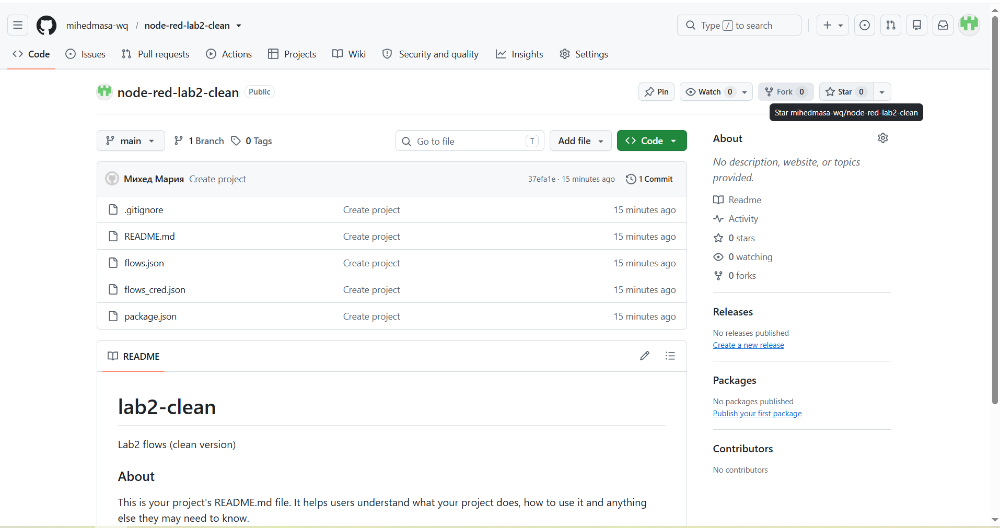 mihedmasa-wq / node-red-lab2-clean
Type / to search
Code Issues Pull requests Actions Projects Wiki Security and quality Insights Settings
node-red-lab2-clean Public
Pin Watch 0 Fork 0 Star 0
Star mihedmasa-wq/node-red-lab2-clean
main 1 Branch 0 Tags Go to file T Add file Code
Михед Мария Create project 37efa1e · 15 minutes ago 1 Commit
.gitignore Create project 15 minutes ago
README.md Create project 15 minutes ago
flows.json Create project 15 minutes ago
flows_cred.json Create project 15 minutes ago
package.json Create project 15 minutes ago
README
lab2-clean
Lab2 flows (clean version)
About
This is your project's README.md file. It helps users understand what your project does, how to use it and anything
else they may need to know.
About
No description, website, or topics
provided.
Readme
Activity
0 stars
0 watching
0 forks
Releases
No releases published
Create a new release
Packages
No packages published
Publish your first package
Contributors
No contributors